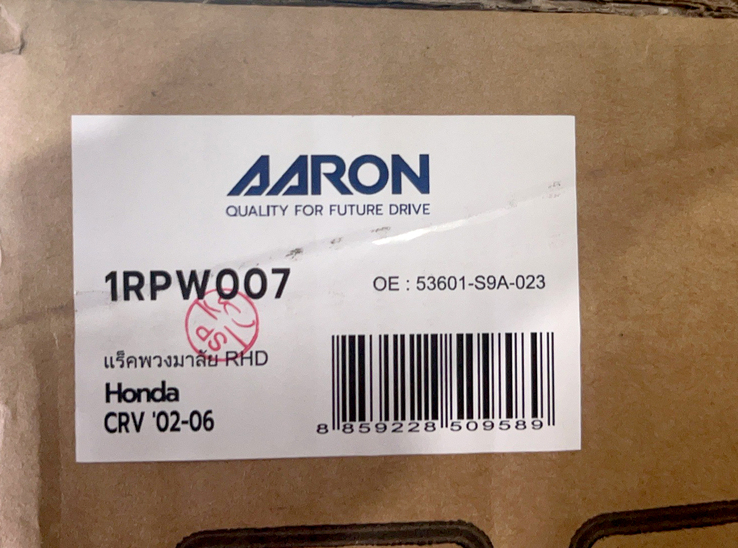 AARON
QUALITY FOR FUTURE DRIVE
1RPW007
OE : 53601-S9A-023
แร็คพวงมาลัย RHD
Honda
CRV '02-06
8 859228 509589